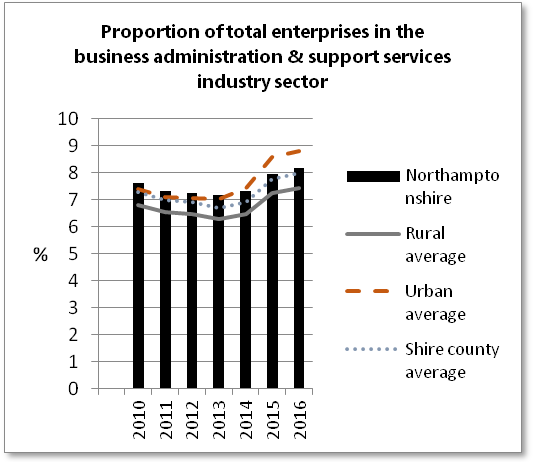 Proportion of total enterprises in the
business administration & support services
industry sector
10
9
8
7
6
5
4
3
2
1
0
%
2010
2011
2012
2013
2014
2015
2016
Northampto
nshire
Rural
average
Urban
average
Shire county
average